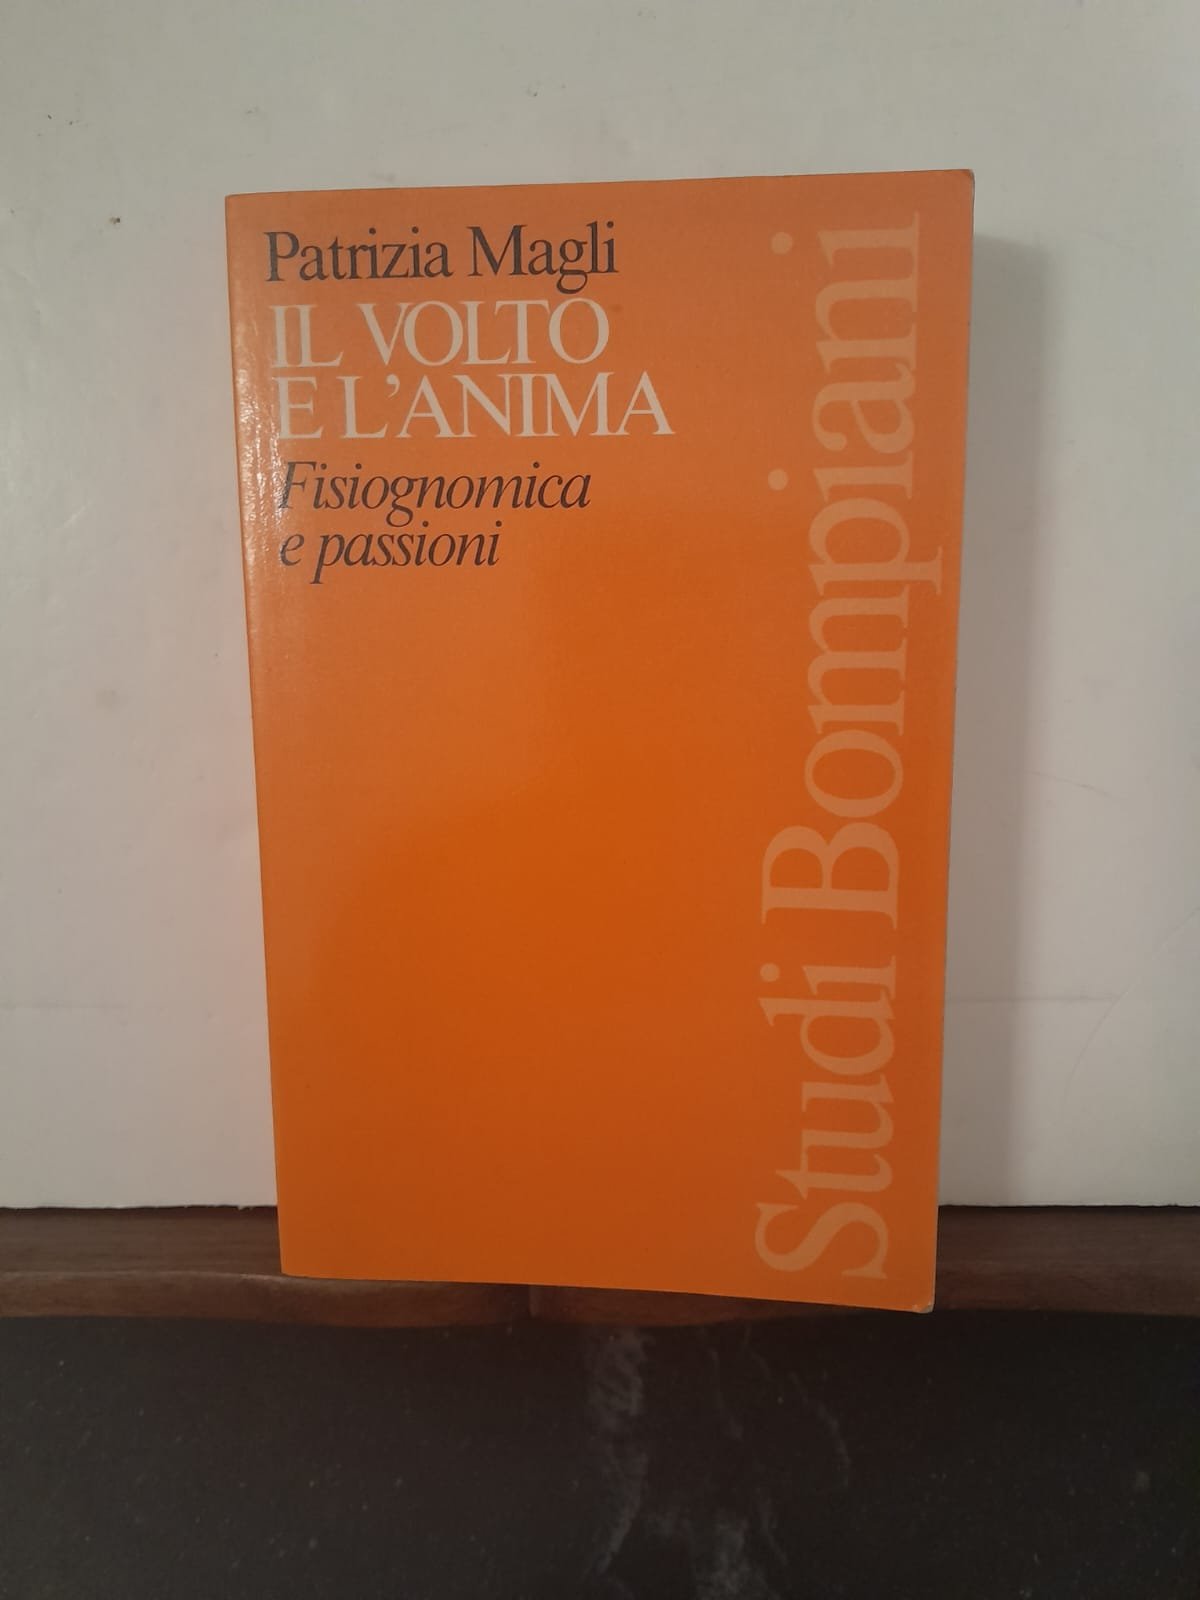 Patrizia Magli
IL VOLTO
E L'ANIMA
Fisiognomica
e passioni
Studi Bompiani